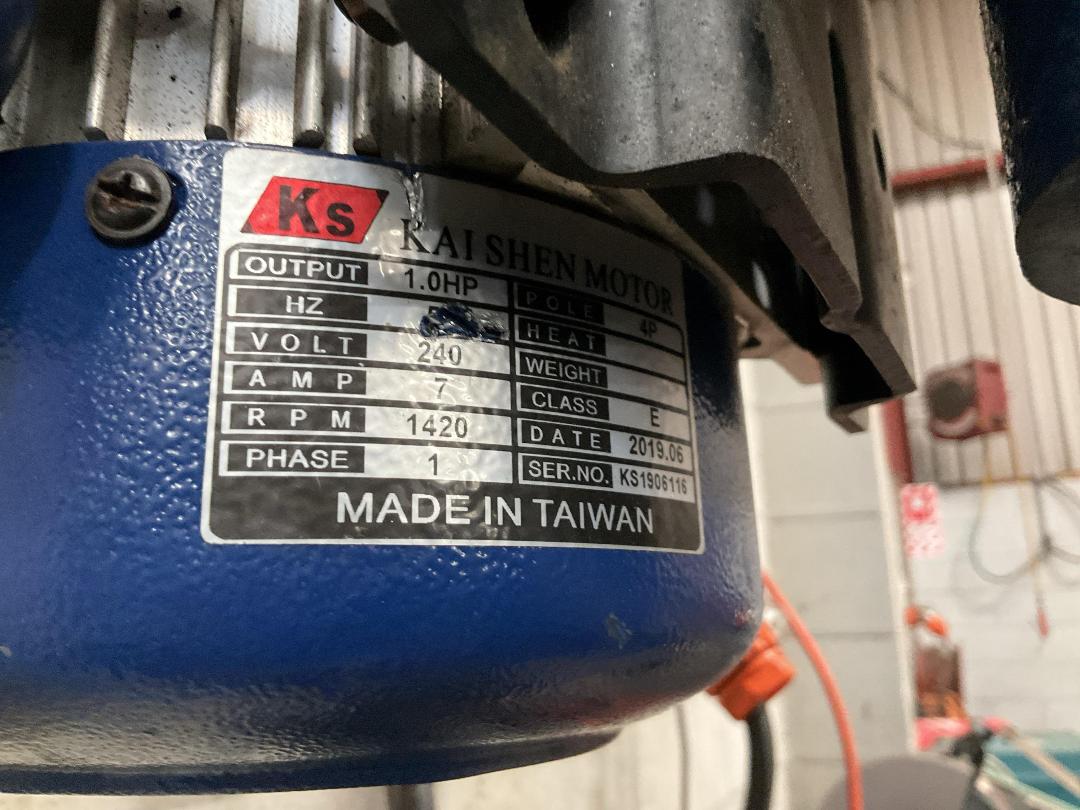 Ks
KAI SHEN MOTOR
OUTPUT 1.0HP POLE 4P
HZ HEAT
VOLT 240 WEIGHT
AMP 7 CLASS E
RPM 1420 DATE 2019.06
PHASE 1 SER.NO. KS1906116
MADE IN TAIWAN